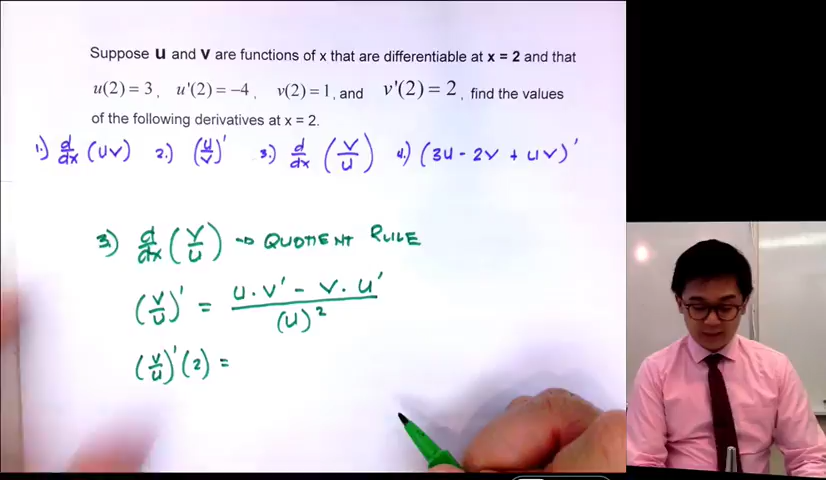 Suppose u and v are functions of x that are differentiable at x = 2 and that
u(2) = 3, u'(2) = −4, v(2) = 1, and v'(2) = 2, find the values
of the following derivatives at x = 2.
1.) d/dx (uv) 2.) (u/v)' 3.) d/dx (v/u) 4.) (3u - 2v + uv)'
3.) d/dx (v/u) → QUOTIENT RULE
(v/u)' = u·v' - v·u' / (u)²
(v/u)'(2) =